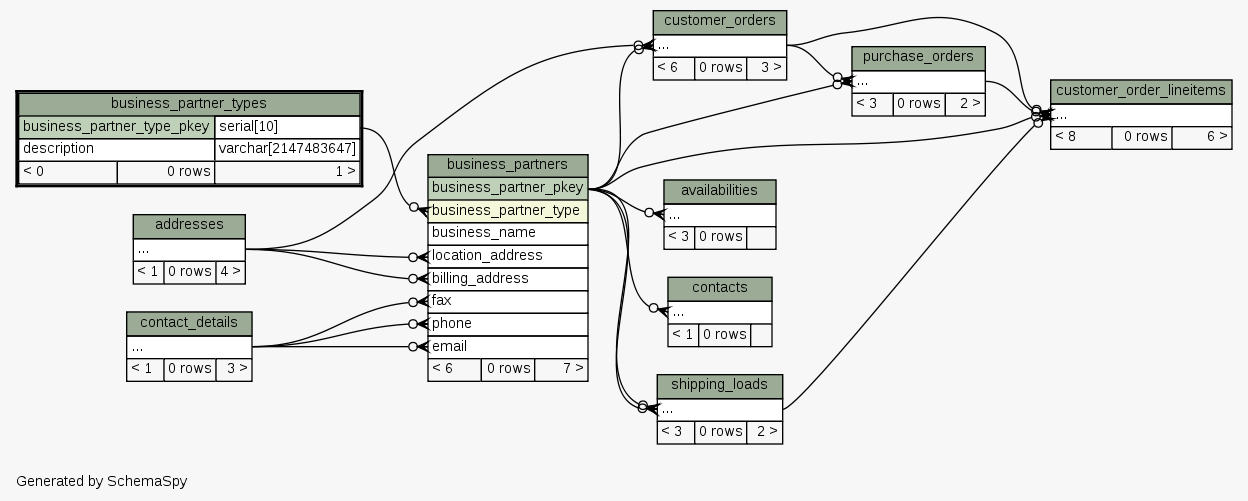 customer_orders
...
< 6 0 rows 3 >
purchase_orders
...
< 3 0 rows 2 >
customer_order_lineitems
...
< 8 0 rows 6 >
business_partner_types
business_partner_type_pkey serial[10]
description varchar[2147483647]
< 0 0 rows 1 >
business_partners
business_partner_pkey
business_partner_type
business_name
location_address
billing_address
fax
phone
email
< 6 0 rows 7 >
availabilities
...
< 3 0 rows
addresses
...
< 1 0 rows 4 >
contacts
...
< 1 0 rows
contact_details
...
< 1 0 rows 3 >
shipping_loads
...
< 3 0 rows 2 >
Generated by SchemaSpy